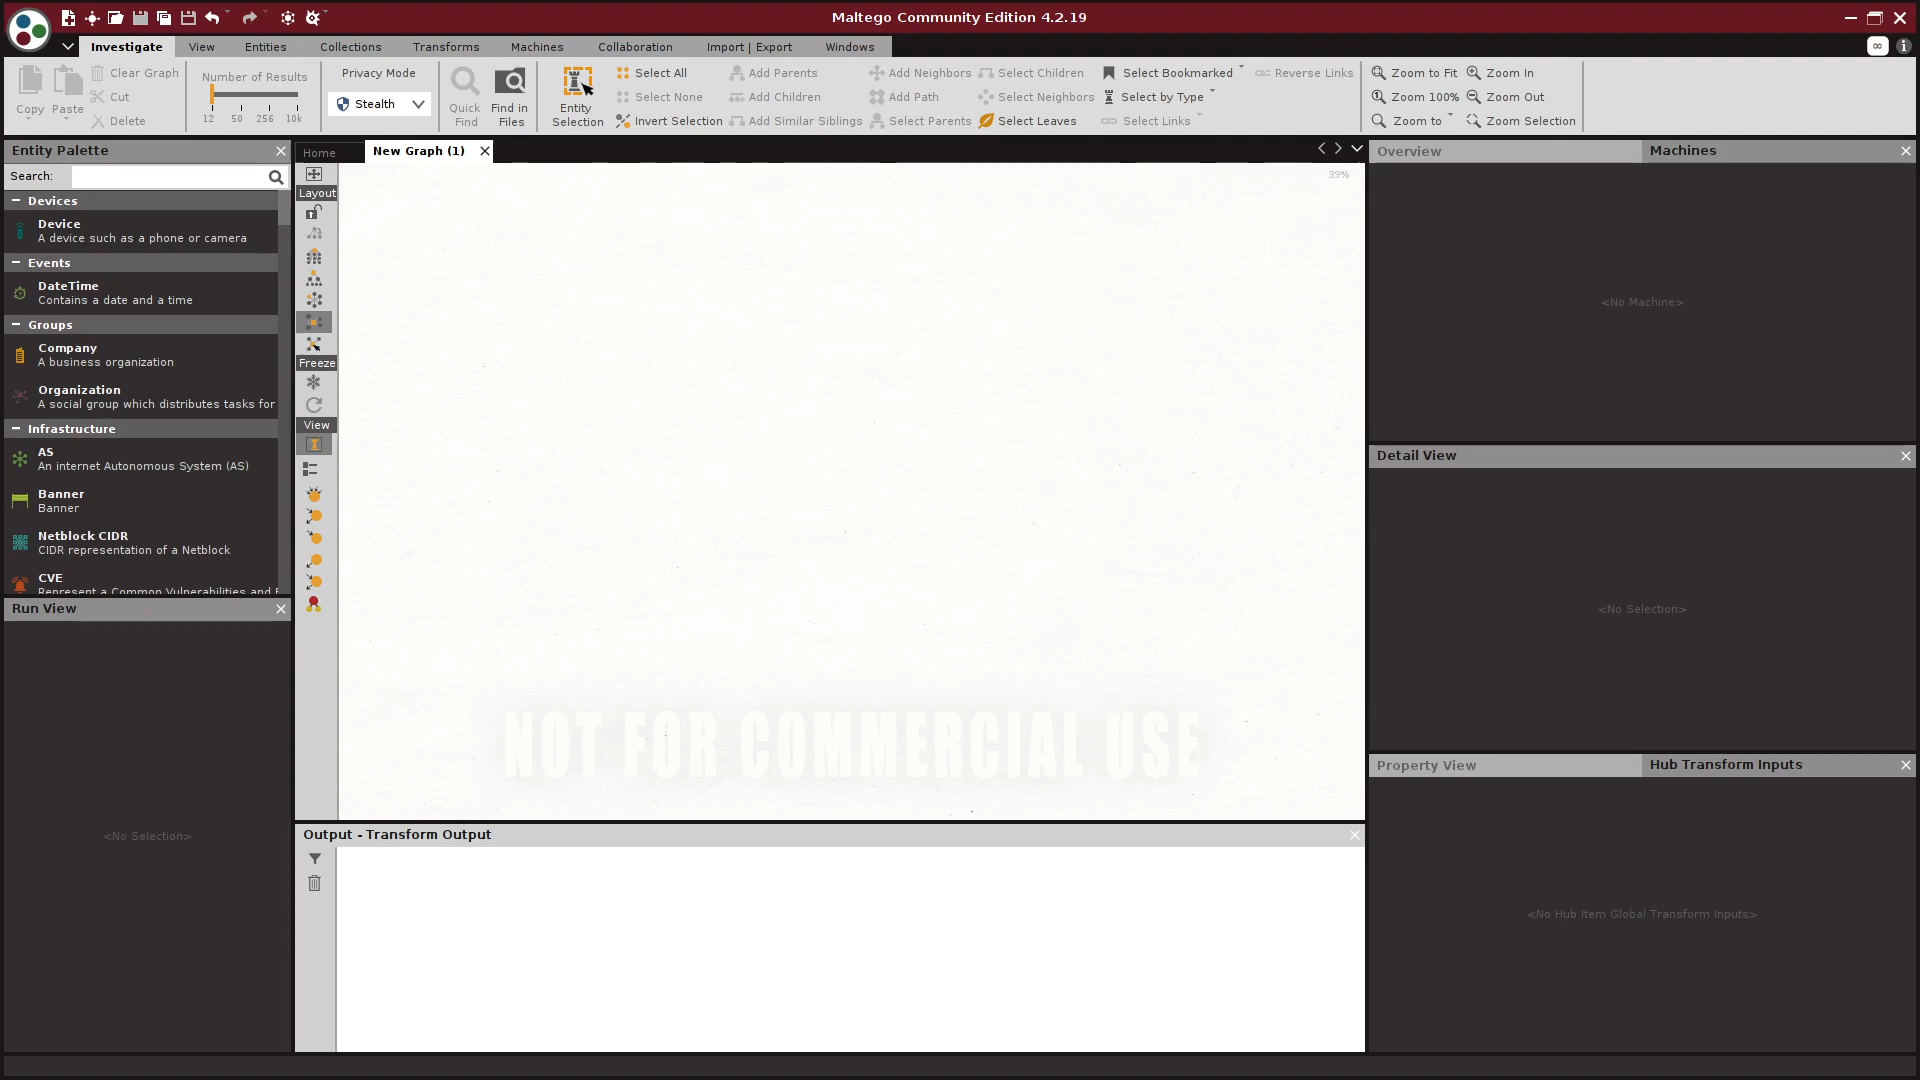 Maltego Community Edition 4.2.19
Investigate View Entities Collections Transforms Machines Collaboration Import | Export Windows
Copy
Paste
Clear Graph
Cut
Delete
Number of Results
12 50 256 10k
Privacy Mode
Stealth
Quick Find
Find in Files
Entity Selection
Select All
Select None
Invert Selection
Add Parents
Add Children
Add Similar Siblings
Add Neighbors
Add Path
Select Parents
Select Children
Select Neighbors
Select Leaves
Select Bookmarked
Select by Type
Select Links
Reverse Links
Zoom to Fit
Zoom 100%
Zoom to
Zoom In
Zoom Out
Zoom Selection
Entity Palette
Search:
Devices
Device
A device such as a phone or camera
Events
DateTime
Contains a date and a time
Groups
Company
A business organization
Organization
A social group which distributes tasks for
Infrastructure
AS
An internet Autonomous System (AS)
Banner
Banner
Netblock CIDR
CIDR representation of a Netblock
CVE
Represent a Common Vulnerabilities and E
Run View
<No Selection>
Home
New Graph (1)
39%
Layout
Freeze
View
NOT FOR COMMERCIAL USE
Output - Transform Output
Overview
Machines
<No Machine>
Detail View
<No Selection>
Property View
Hub Transform Inputs
<No Hub Item Global Transform Inputs>